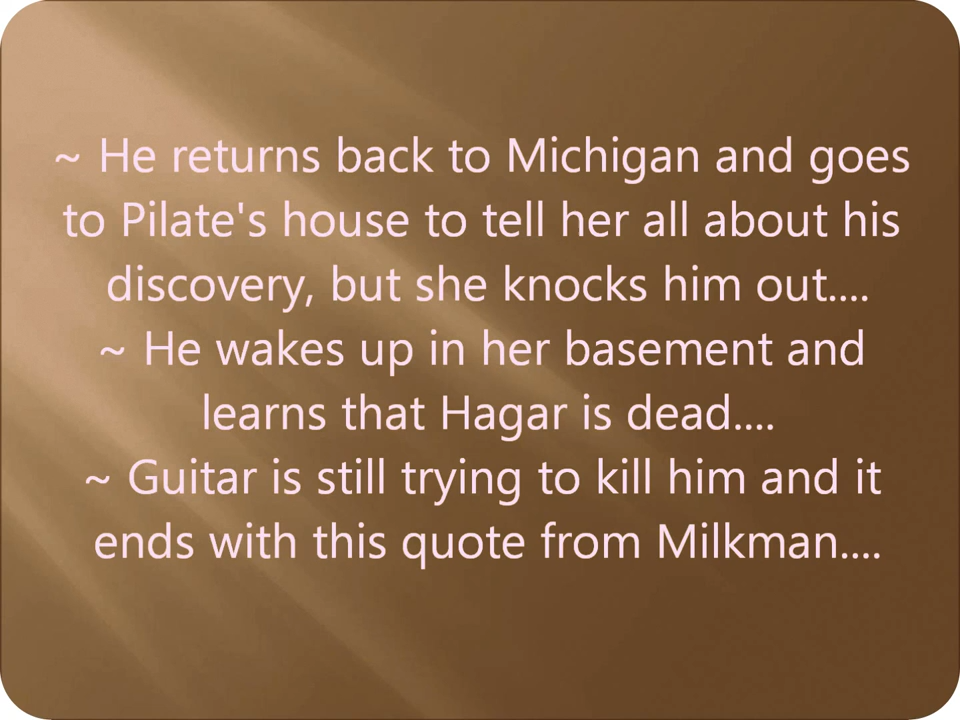 ~ He returns back to Michigan and goes
to Pilate's house to tell her all about his
discovery, but she knocks him out....
~ He wakes up in her basement and
learns that Hagar is dead....
~ Guitar is still trying to kill him and it
ends with this quote from Milkman....